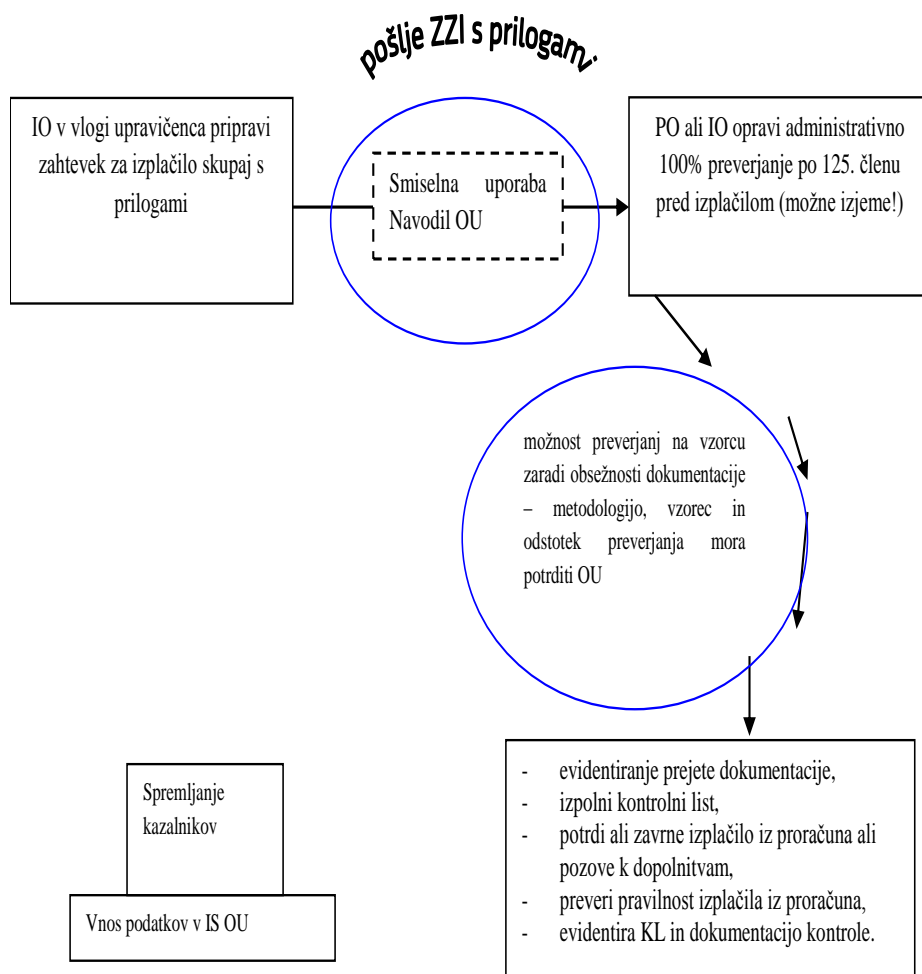 pošlje ZZI s prilogami
IO v vlogi upravičenca pripravi
zahtevek za izplačilo skupaj s
prilogami
Smiselna uporaba
Navodil OU
PO ali IO opravi administrativno
100% preverjanje po 125. členu
pred izplačilom (možne izjeme!)
možnost preverjanj na vzorcu
zaradi obsežnosti dokumentacije
– metodologijo, vzorec in
odstotek preverjanja mora
potrditi OU
- evidentiranje prejete dokumentacije,
- izpolni kontrolni list,
- potrdi ali zavrne izplačilo iz proračuna ali
pozove k dopolnitvam,
- preveri pravilnost izplačila iz proračuna,
- evidentira KL in dokumentacijo kontrole.
Spremljanje
kazalnikov
Vnos podatkov v IS OU